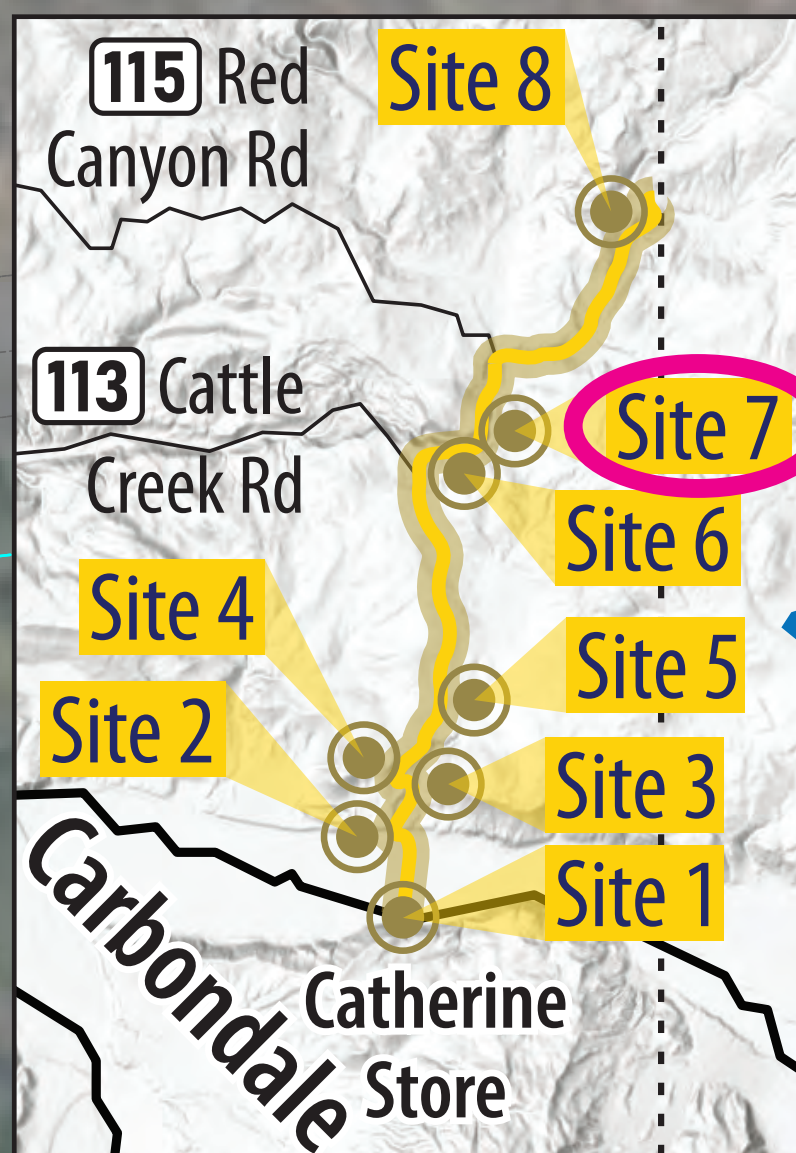 115 Red
Canyon Rd
Site 8
113 Cattle
Creek Rd
Site 7
Site 6
Site 4
Site 5
Site 2
Site 3
Site 1
Carbondale
Catherine
Store